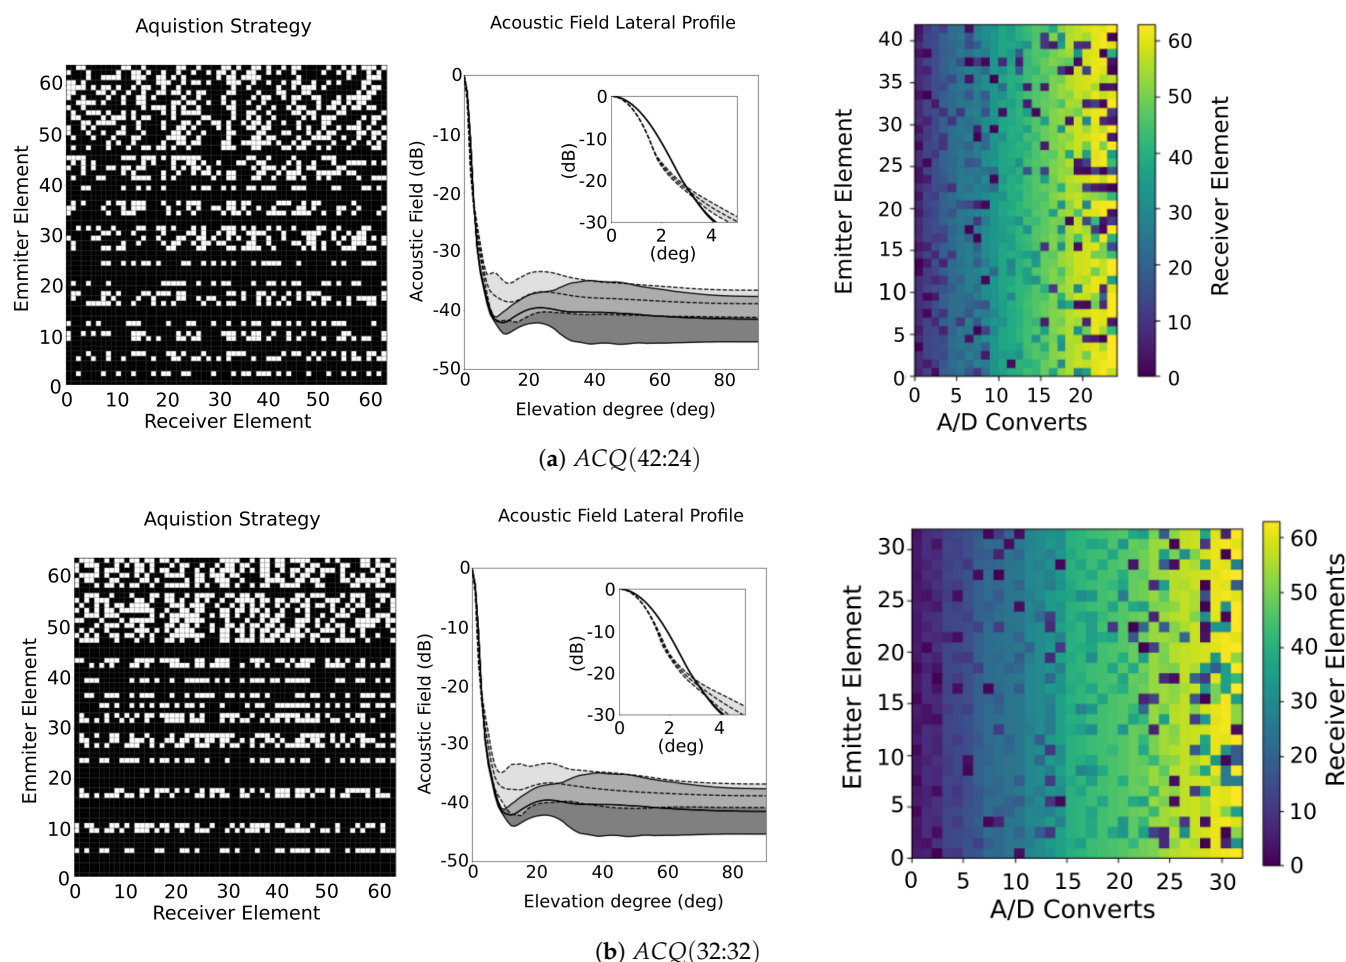 Aquistion Strategy
Acoustic Field Lateral Profile
Emmiter Element
60
50
40
30
20
10
0
0 10 20 30 40 50 60
Receiver Element
Acoustic Field (dB)
0
-10
-20
-30
-40
-50
0 20 40 60 80
Elevation degree (deg)
(dB)
0
-10
-20
-30
0 2 4
(deg)
Emitter Element
40
35
30
25
20
15
10
5
0
0 5 10 15 20
A/D Converts
60
50
40
30
20
10
0
Receiver Element
(a) ACQ(42:24)
Aquistion Strategy
Acoustic Field Lateral Profile
Emmiter Element
60
50
40
30
20
10
0
0 10 20 30 40 50 60
Receiver Element
Acoustic Field (dB)
0
-10
-20
-30
-40
-50
0 20 40 60 80
Elevation degree (deg)
(dB)
0
-10
-20
-30
0 2 4
(deg)
Emitter Element
30
25
20
15
10
5
0
0 5 10 15 20 25 30
A/D Converts
60
50
40
30
20
10
0
Receiver Elements
(b) ACQ(32:32)